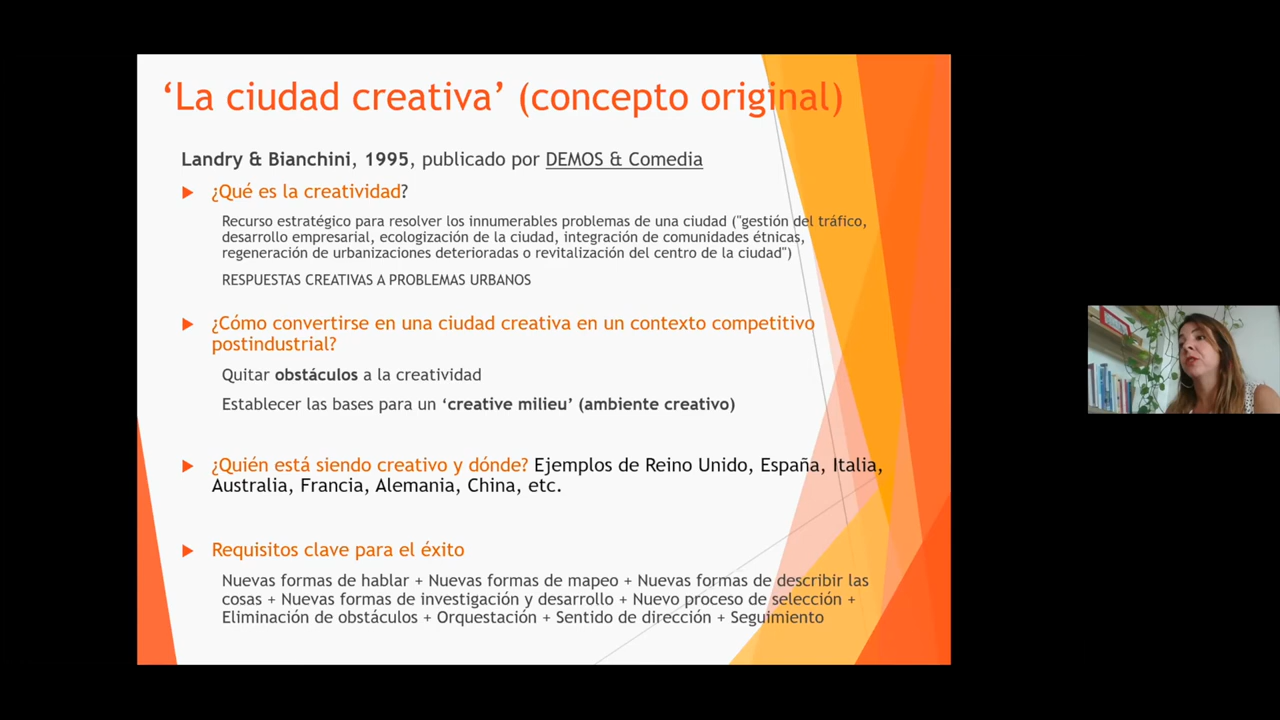 ‘La ciudad creativa’ (concepto original)
Landry & Bianchini, 1995, publicado por DEMOS & Comedia
¿Qué es la creatividad?
Recurso estratégico para resolver los innumerables problemas de una ciudad ("gestión del tráfico,
desarrollo empresarial, ecologización de la ciudad, integración de comunidades étnicas,
regeneración de urbanizaciones deterioradas o revitalización del centro de la ciudad")
RESPUESTAS CREATIVAS A PROBLEMAS URBANOS
¿Cómo convertirse en una ciudad creativa en un contexto competitivo
postindustrial?
Quitar obstáculos a la creatividad
Establecer las bases para un ‘creative milieu’ (ambiente creativo)
¿Quién está siendo creativo y dónde? Ejemplos de Reino Unido, España, Italia,
Australia, Francia, Alemania, China, etc.
Requisitos clave para el éxito
Nuevas formas de hablar + Nuevas formas de mapeo + Nuevas formas de describir las
cosas + Nuevas formas de investigación y desarrollo + Nuevo proceso de selección +
Eliminación de obstáculos + Orquestación + Sentido de dirección + Seguimiento